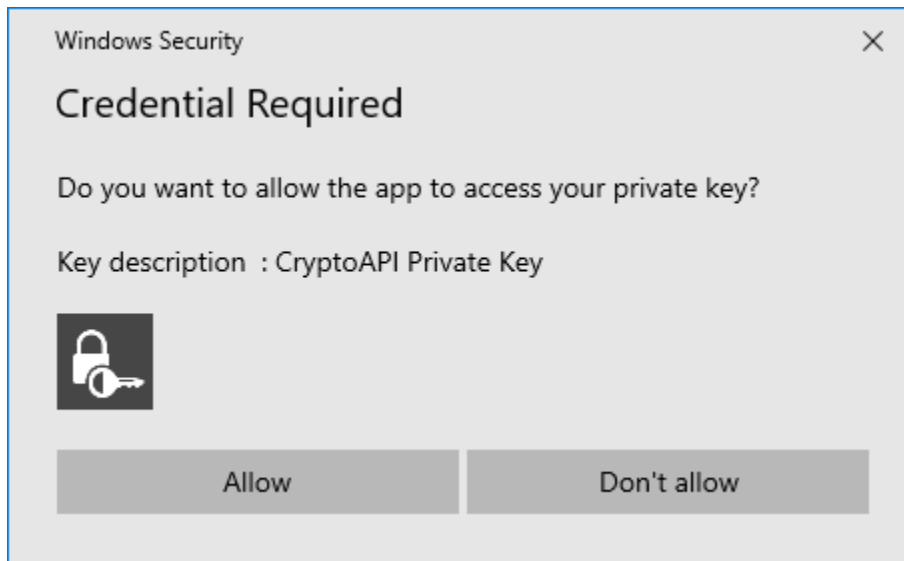 Windows Security
Credential Required
Do you want to allow the app to access your private key?
Key description : CryptoAPI Private Key
Allow
Don't allow